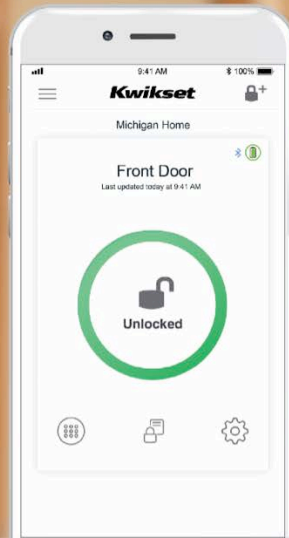 9:41 AM
100%
Kwikset
Michigan Home
Front Door
Last updated today at 9:41 AM
Unlocked